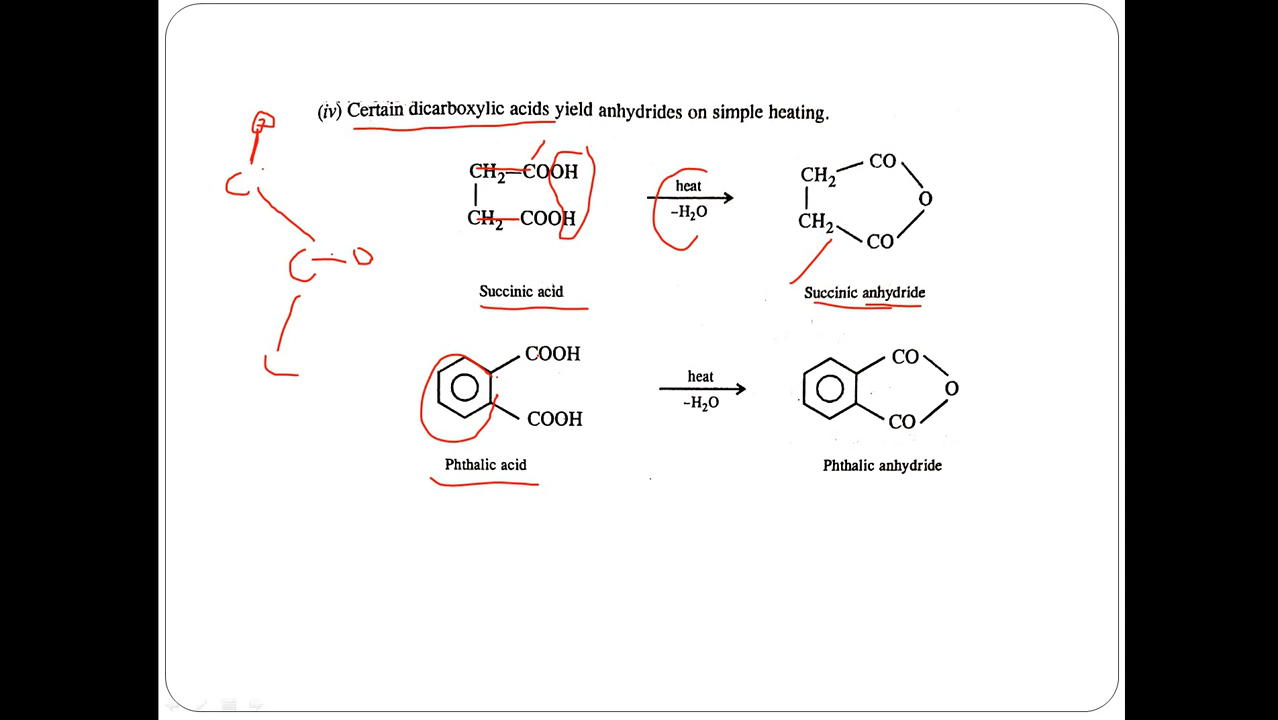 (iv) Certain dicarboxylic acids yield anhydrides on simple heating.
CH₂—COOH
CH₂—COOH
heat
–H₂O
CH₂
CO
O
CH₂
CO
Succinic acid
Succinic anhydride
COOH
COOH
heat
–H₂O
CO
O
CO
Phthalic acid
Phthalic anhydride
C
C—O